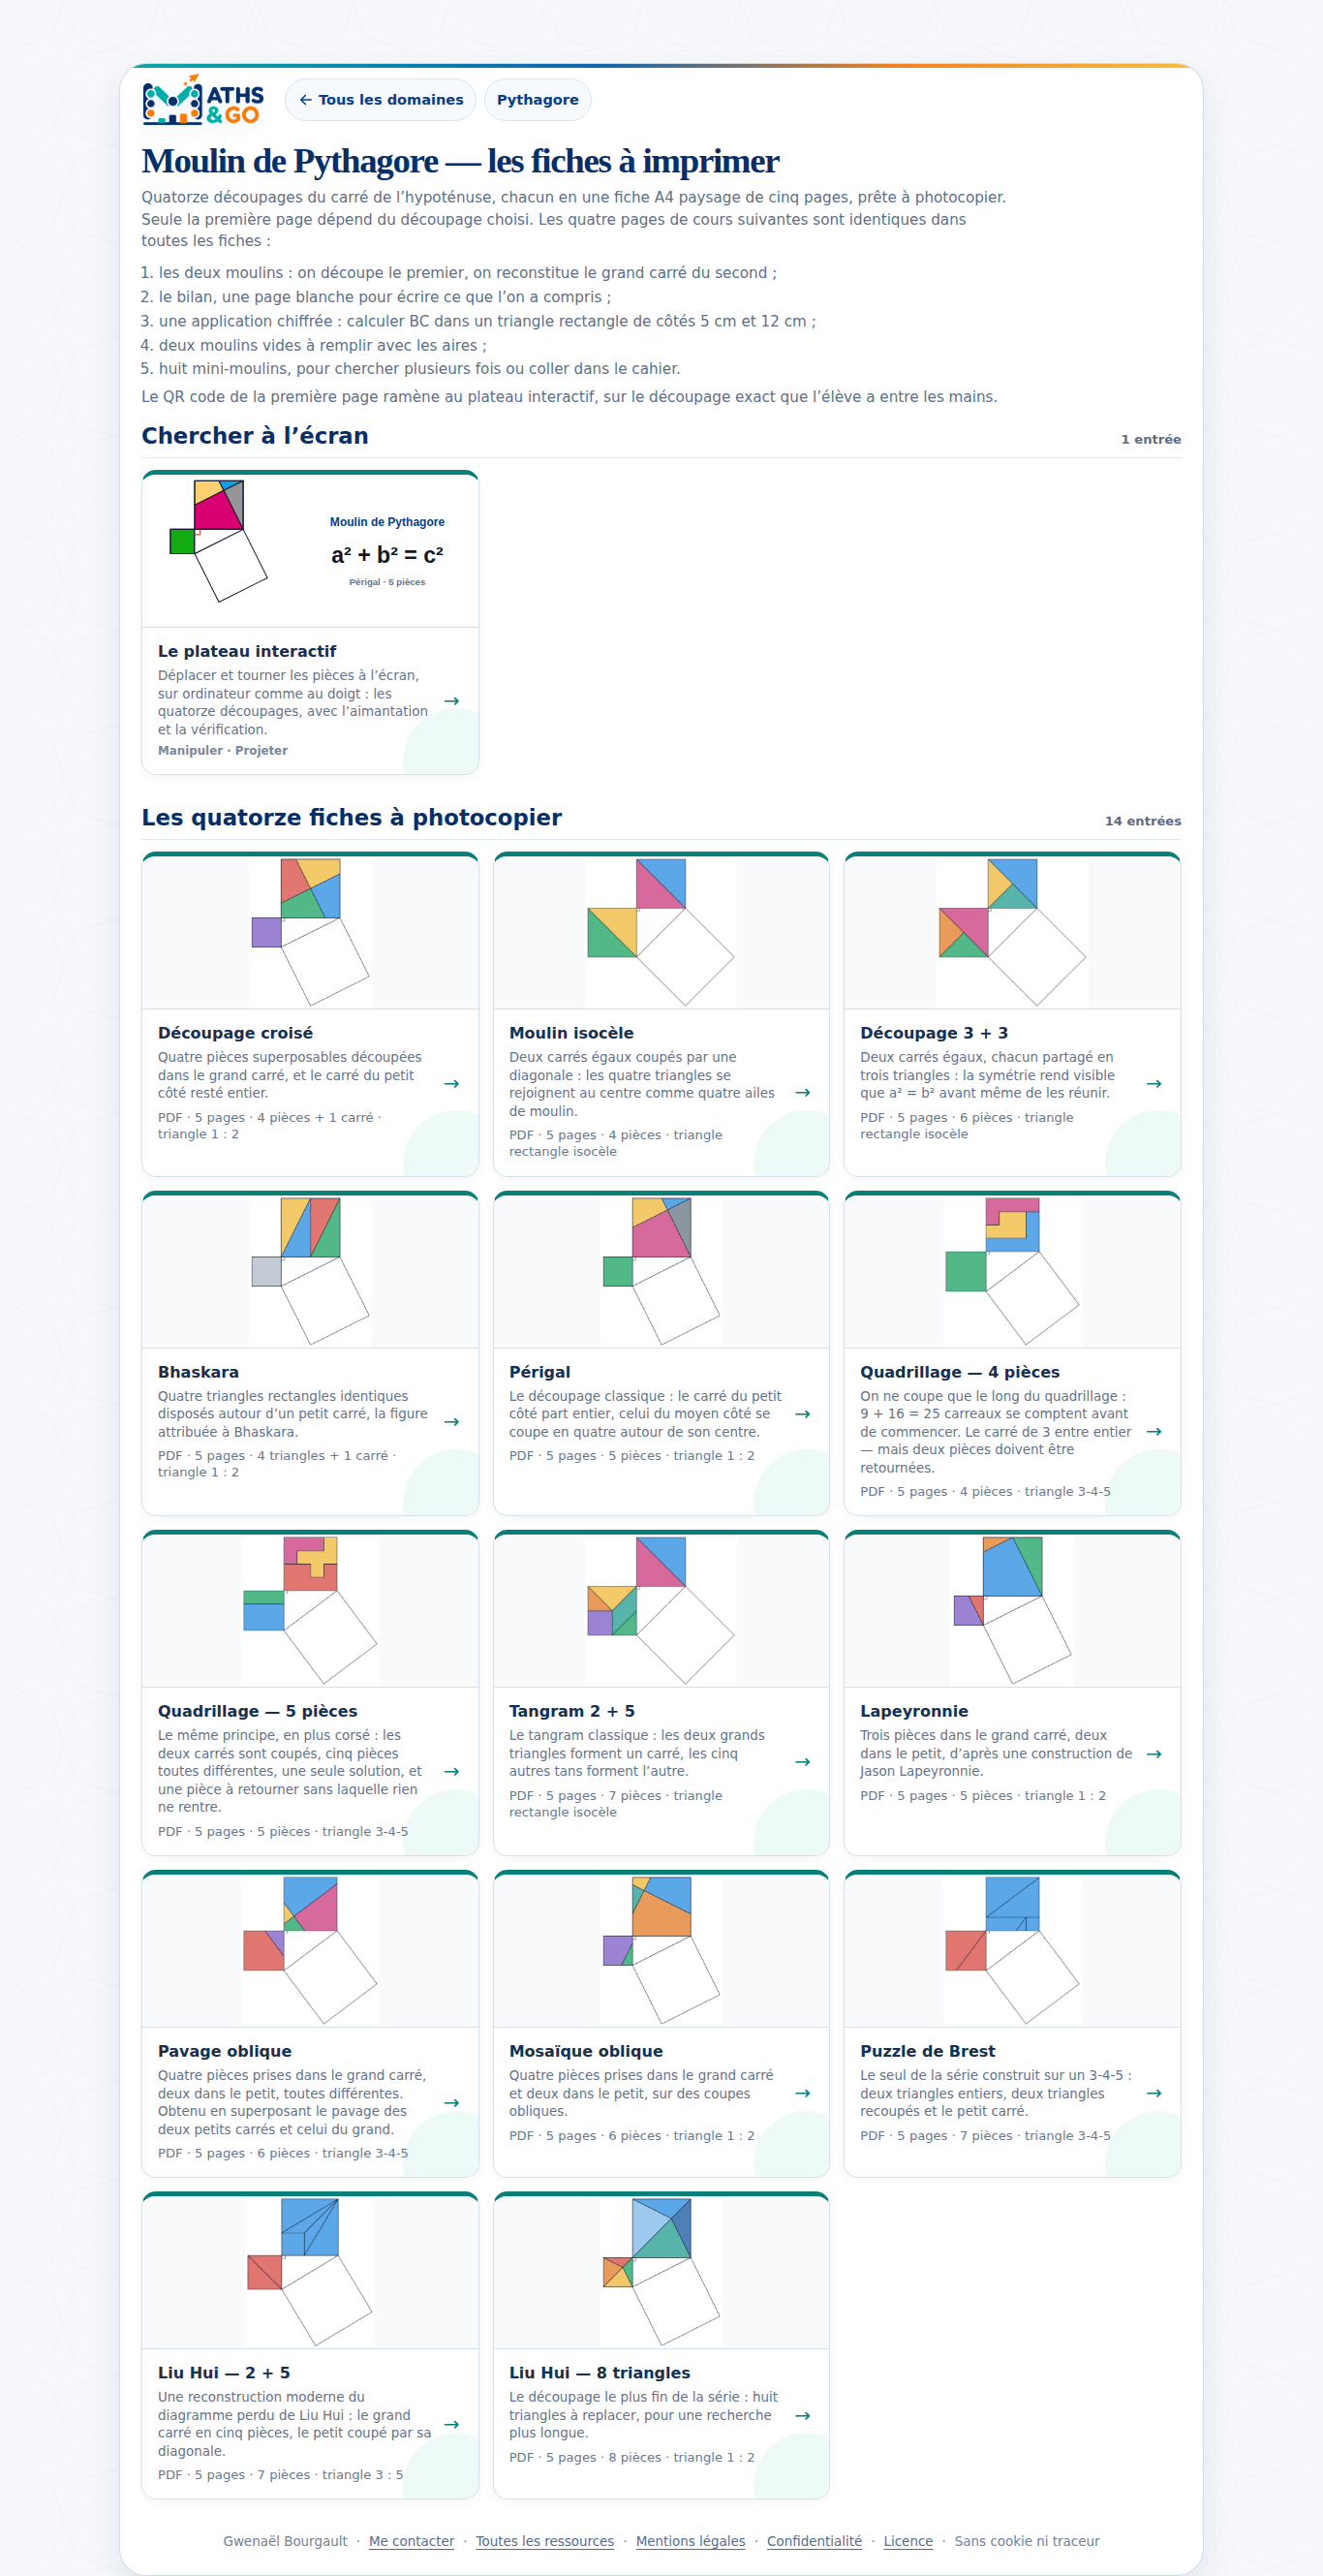 ATHS
&GO
← Tous les domaines
Pythagore
Moulin de Pythagore — les fiches à imprimer
Quatorze découpages du carré de l’hypoténuse, chacun en une fiche A4 paysage de cinq pages, prête à photocopier.
Seule la première page dépend du découpage choisi. Les quatre pages de cours suivantes sont identiques dans
toutes les fiches :
1. les deux moulins : on découpe le premier, on reconstitue le grand carré du second ;
2. le bilan, une page blanche pour écrire ce que l’on a compris ;
3. une application chiffrée : calculer BC dans un triangle rectangle de côtés 5 cm et 12 cm ;
4. deux moulins vides à remplir avec les aires ;
5. huit mini-moulins, pour chercher plusieurs fois ou coller dans le cahier.
Le QR code de la première page ramène au plateau interactif, sur le découpage exact que l’élève a entre les mains.
Chercher à l’écran
1 entrée
Moulin de Pythagore
a² + b² = c²
Périgal · 5 pièces
Le plateau interactif
Déplacer et tourner les pièces à l’écran,
sur ordinateur comme au doigt : les
quatorze découpages, avec l’aimantation
et la vérification.
Manipuler · Projeter
→
Les quatorze fiches à photocopier
14 entrées
Découpage croisé
Quatre pièces superposables découpées
dans le grand carré, et le carré du petit
côté resté entier.
PDF · 5 pages · 4 pièces + 1 carré ·
triangle 1 : 2
→
Moulin isocèle
Deux carrés égaux coupés par une
diagonale : les quatre triangles se
rejoignent au centre comme quatre ailes
de moulin.
PDF · 5 pages · 4 pièces · triangle
rectangle isocèle
→
Découpage 3 + 3
Deux carrés égaux, chacun partagé en
trois triangles : la symétrie rend visible
que a² = b² avant même de les réunir.
PDF · 5 pages · 6 pièces · triangle
rectangle isocèle
→
Bhaskara
Quatre triangles rectangles identiques
disposés autour d’un petit carré, la figure
attribuée à Bhaskara.
PDF · 5 pages · 4 triangles + 1 carré ·
triangle 1 : 2
→
Périgal
Le découpage classique : le carré du petit
côté part entier, celui du moyen côté se
coupe en quatre autour de son centre.
PDF · 5 pages · 5 pièces · triangle 1 : 2
→
Quadrillage — 4 pièces
On ne coupe que le long du quadrillage :
9 + 16 = 25 carreaux se comptent avant
de commencer. Le carré de 3 entre entier
— mais deux pièces doivent être
retournées.
PDF · 5 pages · 4 pièces · triangle 3-4-5
→
Quadrillage — 5 pièces
Le même principe, en plus corsé : les
deux carrés sont coupés, cinq pièces
toutes différentes, une seule solution, et
une pièce à retourner sans laquelle rien
ne rentre.
PDF · 5 pages · 5 pièces · triangle 3-4-5
→
Tangram 2 + 5
Le tangram classique : les deux grands
triangles forment un carré, les cinq
autres tans forment l’autre.
PDF · 5 pages · 7 pièces · triangle
rectangle isocèle
→
Lapeyronnie
Trois pièces dans le grand carré, deux
dans le petit, d’après une construction de
Jason Lapeyronnie.
PDF · 5 pages · 5 pièces · triangle 1 : 2
→
Pavage oblique
Quatre pièces prises dans le grand carré,
deux dans le petit, toutes différentes.
Obtenu en superposant le pavage des
deux petits carrés et celui du grand.
PDF · 5 pages · 6 pièces · triangle 3-4-5
→
Mosaïque oblique
Quatre pièces prises dans le grand carré
et deux dans le petit, sur des coupes
obliques.
PDF · 5 pages · 6 pièces · triangle 1 : 2
→
Puzzle de Brest
Le seul de la série construit sur un 3-4-5 :
deux triangles entiers, deux triangles
recoupés et le petit carré.
PDF · 5 pages · 7 pièces · triangle 3-4-5
→
Liu Hui — 2 + 5
Une reconstruction moderne du
diagramme perdu de Liu Hui : le grand
carré en cinq pièces, le petit coupé par sa
diagonale.
PDF · 5 pages · 7 pièces · triangle 3 : 5
→
Liu Hui — 8 triangles
Le découpage le plus fin de la série : huit
triangles à replacer, pour une recherche
plus longue.
PDF · 5 pages · 8 pièces · triangle 1 : 2
→
Gwenaël Bourgault · Me contacter · Toutes les ressources · Mentions légales · Confidentialité · Licence · Sans cookie ni traceur